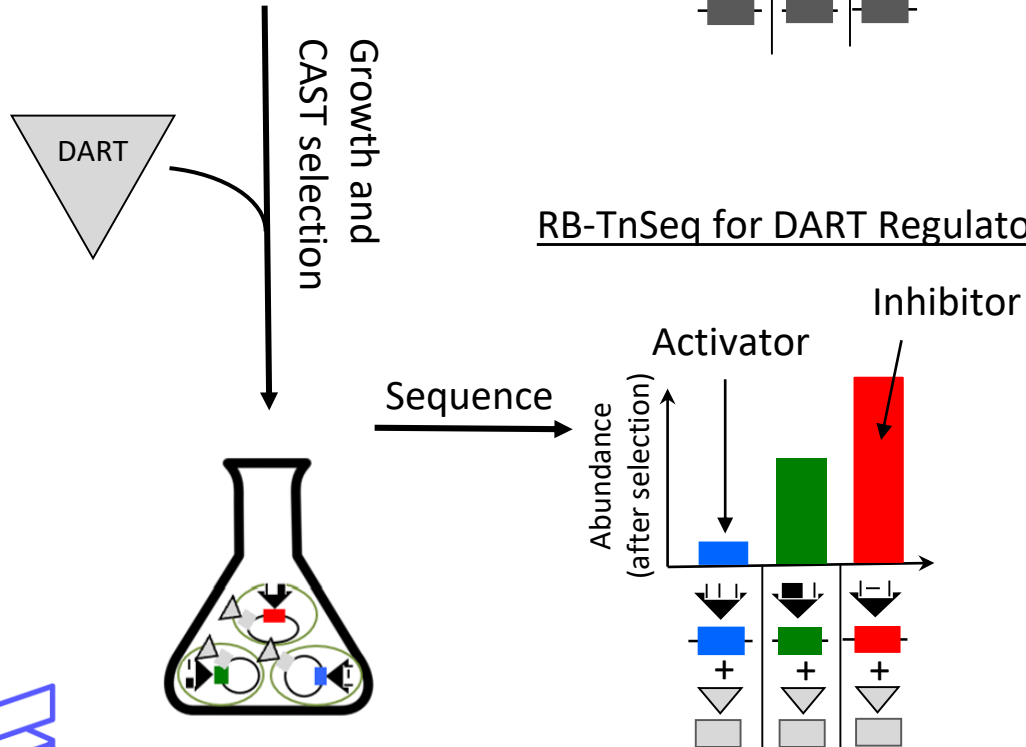 Growth and
CAST selection
DART
RB-TnSeq for DART Regulato
Inhibitor
Activator
Sequence
Abundance
(after selection)
+ + +